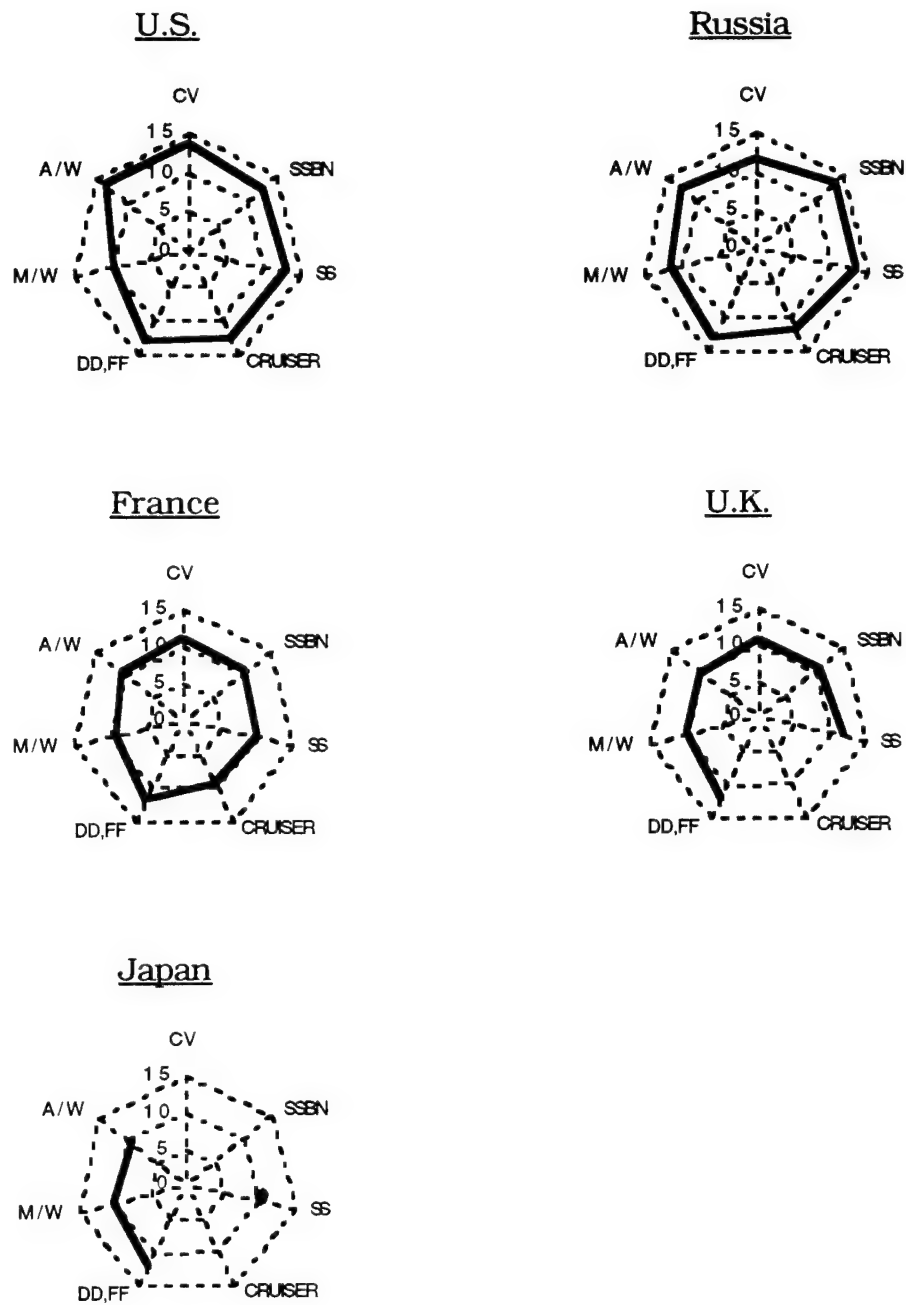 U.S.
CV
15
10
5
0
A/W
SSBN
M/W
SS
DD,FF
CRUISER
Russia
CV
15
10
5
0
A/W
SSBN
M/W
SS
DD,FF
CRUISER
France
CV
15
10
5
0
A/W
SSBN
M/W
SS
DD,FF
CRUISER
U.K.
CV
15
10
5
0
A/W
SSBN
M/W
SS
DD,FF
CRUISER
Japan
CV
15
10
5
0
A/W
SSBN
M/W
SS
DD,FF
CRUISER